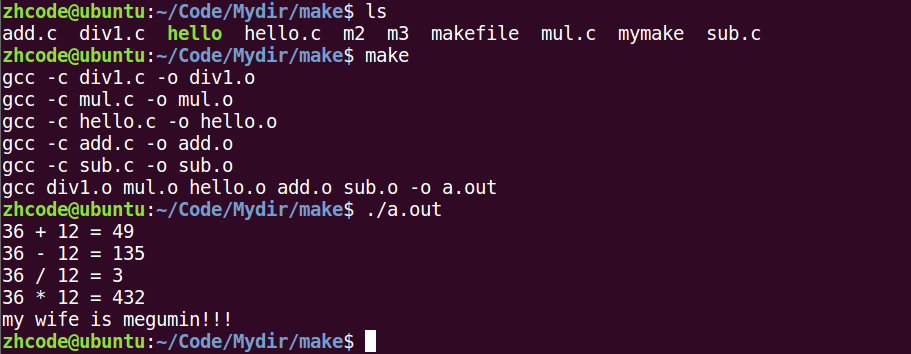 zhcode@ubuntu:~/Code/Mydir/make$ ls
add.c  div1.c  hello  hello.c  m2  m3  makefile  mul.c  mymake  sub.c
zhcode@ubuntu:~/Code/Mydir/make$ make
gcc -c div1.c -o div1.o
gcc -c mul.c -o mul.o
gcc -c hello.c -o hello.o
gcc -c add.c -o add.o
gcc -c sub.c -o sub.o
gcc div1.o mul.o hello.o add.o sub.o -o a.out
zhcode@ubuntu:~/Code/Mydir/make$ ./a.out
36 + 12 = 49
36 - 12 = 135
36 / 12 = 3
36 * 12 = 432
my wife is megumin!!!
zhcode@ubuntu:~/Code/Mydir/make$